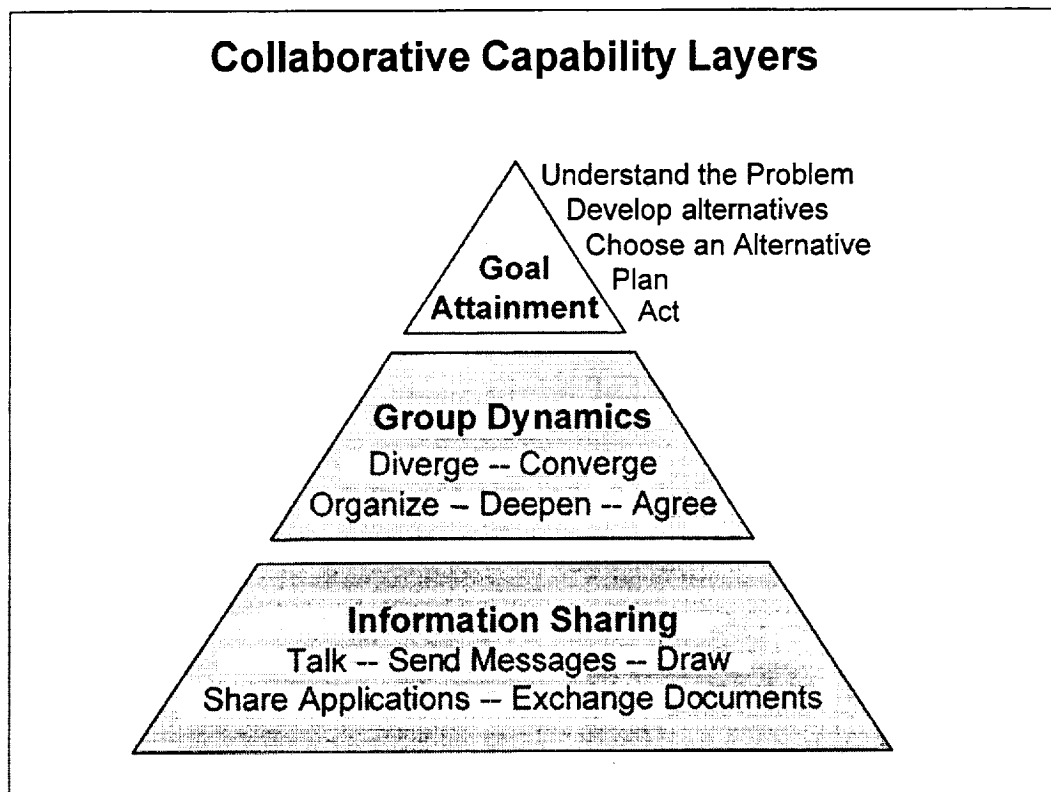 Collaborative Capability Layers
Understand the Problem
Develop alternatives
Choose an Alternative
Plan
Act
Goal
Attainment
Group Dynamics
Diverge -- Converge
Organize – Deepen -- Agree
Information Sharing
Talk -- Send Messages -- Draw
Share Applications -- Exchange Documents